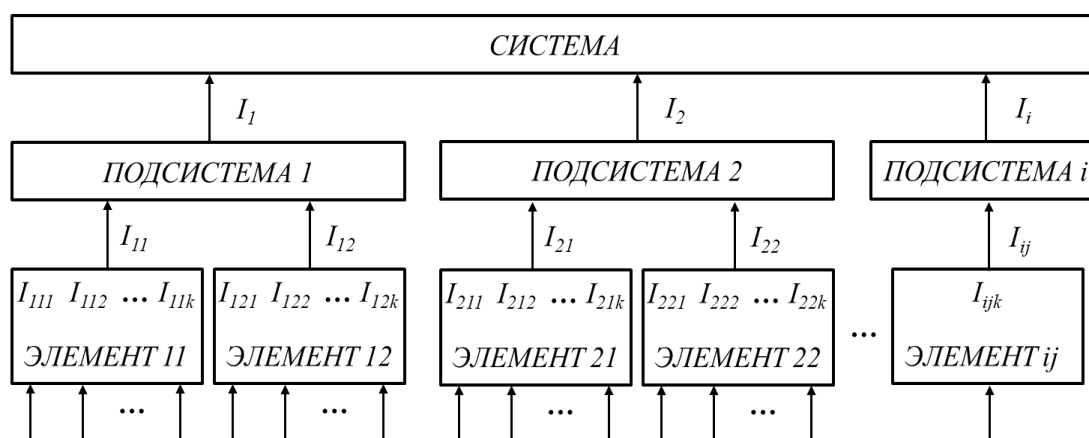 СИСТЕМА
I1 I2 Ii
ПОДСИСТЕМА 1 ПОДСИСТЕМА 2 ПОДСИСТЕМА i
I11 I12 I21 I22 Iij
I111 I112 ... I11k I121 I122 ... I12k I211 I212 ... I21k I221 I222 ... I22k Iijk
...
ЭЛЕМЕНТ 11 ЭЛЕМЕНТ 12 ЭЛЕМЕНТ 21 ЭЛЕМЕНТ 22 ЭЛЕМЕНТ ij
... ... ... ...